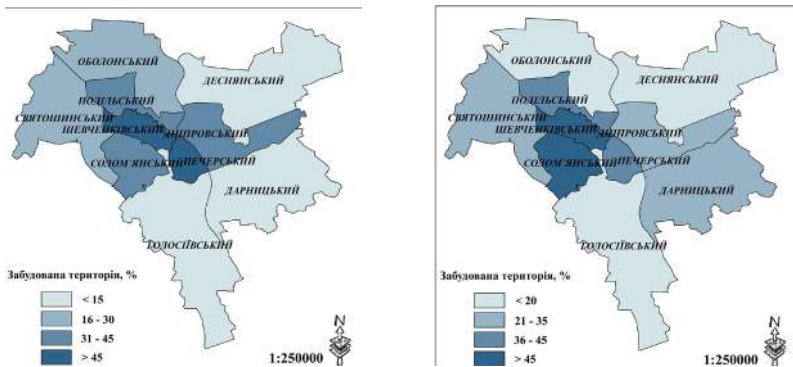 ОБОЛОНСЬКИЙ
ДЕСНЯНСЬКИЙ
ПОДІЛЬСЬКИЙ
СВЯТОШИНСЬКИЙ
ШЕВЧЕНКІВСЬКИЙ
ДНІПРОВСЬКИЙ
СОЛОМ'ЯНСЬКИЙ
ПЕЧЕРСЬКИЙ
ДАРНИЦЬКИЙ
ГОЛОСІЇВСЬКИЙ
Забудована територія, %
< 15
16 - 30
31 - 45
> 45
N
1:250000
ОБОЛОНСЬКИЙ
ДЕСНЯНСЬКИЙ
ПОДІЛЬСЬКИЙ
СВЯТОШИНСЬКИЙ
ШЕВЧЕНКІВСЬКИЙ
ДНІПРОВСЬКИЙ
СОЛОМ'ЯНСЬКИЙ
ПЕЧЕРСЬКИЙ
ДАРНИЦЬКИЙ
ГОЛОСІЇВСЬКИЙ
Забудована територія, %
< 20
21 - 35
36 - 45
> 45
N
1:250000